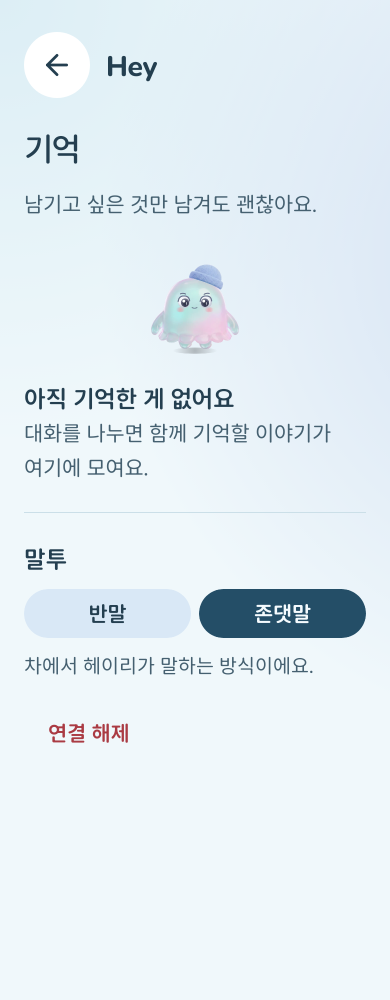 Hey
기억
남기고 싶은 것만 남겨도 괜찮아요.
아직 기억한 게 없어요
대화를 나누면 함께 기억할 이야기가
여기에 모여요.
말투
반말
존댓말
차에서 헤이리가 말하는 방식이에요.
연결 해제